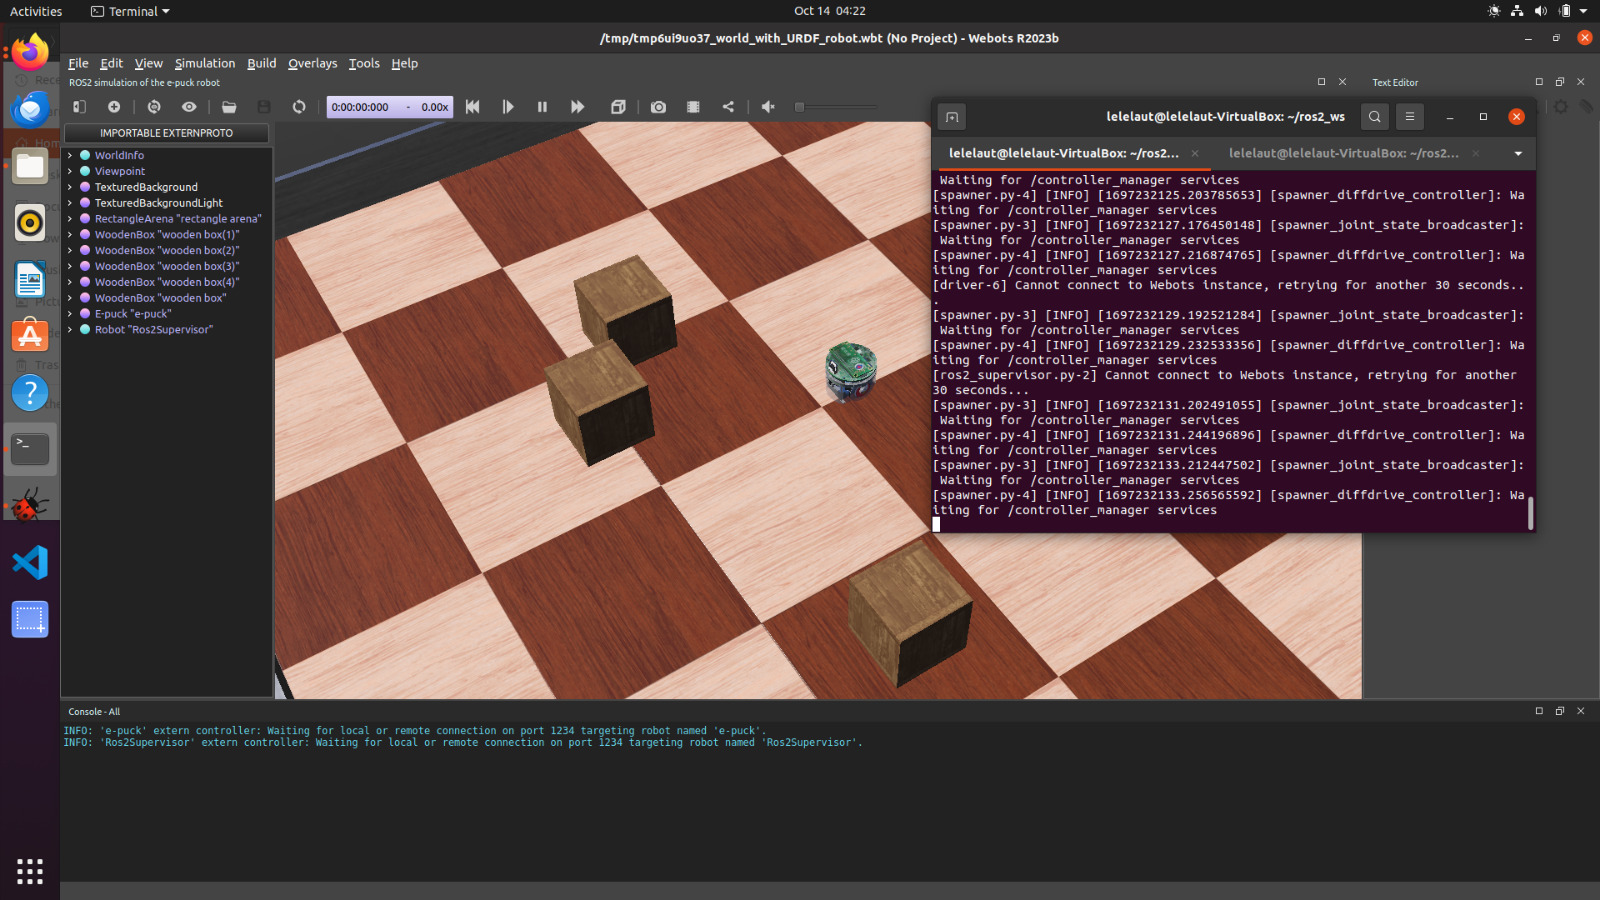 Activities
Terminal
Oct 14 04:22
/tmp/tmp6ui9uo37_world_with_URDF_robot.wbt (No Project) - Webots R2023b
File Edit View Simulation Build Overlays Tools Help
ROS2 simulation of the e-puck robot
Text Editor
0:00:00:000 - 0.00x
IMPORTABLE EXTERNPROTO
WorldInfo
Viewpoint
TexturedBackground
TexturedBackgroundLight
RectangleArena "rectangle arena"
WoodenBox "wooden box(1)"
WoodenBox "wooden box(2)"
WoodenBox "wooden box(3)"
WoodenBox "wooden box(4)"
WoodenBox "wooden box"
E-puck "e-puck"
Robot "Ros2Supervisor"
lelelaut@lelelaut-VirtualBox: ~/ros2_ws
lelelaut@lelelaut-VirtualBox: ~/ros2...
lelelaut@lelelaut-VirtualBox: ~/ros2...
Waiting for /controller_manager services
[spawner.py-4] [INFO] [1697232125.203785653] [spawner_diffdrive_controller]: Wa
iting for /controller_manager services
[spawner.py-3] [INFO] [1697232127.176450148] [spawner_joint_state_broadcaster]:
Waiting for /controller_manager services
[spawner.py-4] [INFO] [1697232127.216874765] [spawner_diffdrive_controller]: Wa
iting for /controller_manager services
[driver-6] Cannot connect to Webots instance, retrying for another 30 seconds..
.
[spawner.py-3] [INFO] [1697232129.192521284] [spawner_joint_state_broadcaster]:
Waiting for /controller_manager services
[spawner.py-4] [INFO] [1697232129.232533356] [spawner_diffdrive_controller]: Wa
iting for /controller_manager services
[ros2_supervisor.py-2] Cannot connect to Webots instance, retrying for another
30 seconds...
[spawner.py-3] [INFO] [1697232131.202491055] [spawner_joint_state_broadcaster]:
Waiting for /controller_manager services
[spawner.py-4] [INFO] [1697232131.244196896] [spawner_diffdrive_controller]: Wa
iting for /controller_manager services
[spawner.py-3] [INFO] [1697232133.212447502] [spawner_joint_state_broadcaster]:
Waiting for /controller_manager services
[spawner.py-4] [INFO] [1697232133.256565592] [spawner_diffdrive_controller]: Wa
iting for /controller_manager services
Console - All
INFO: 'e-puck' extern controller: Waiting for local or remote connection on port 1234 targeting robot named 'e-puck'.
INFO: 'Ros2Supervisor' extern controller: Waiting for local or remote connection on port 1234 targeting robot named 'Ros2Supervisor'.